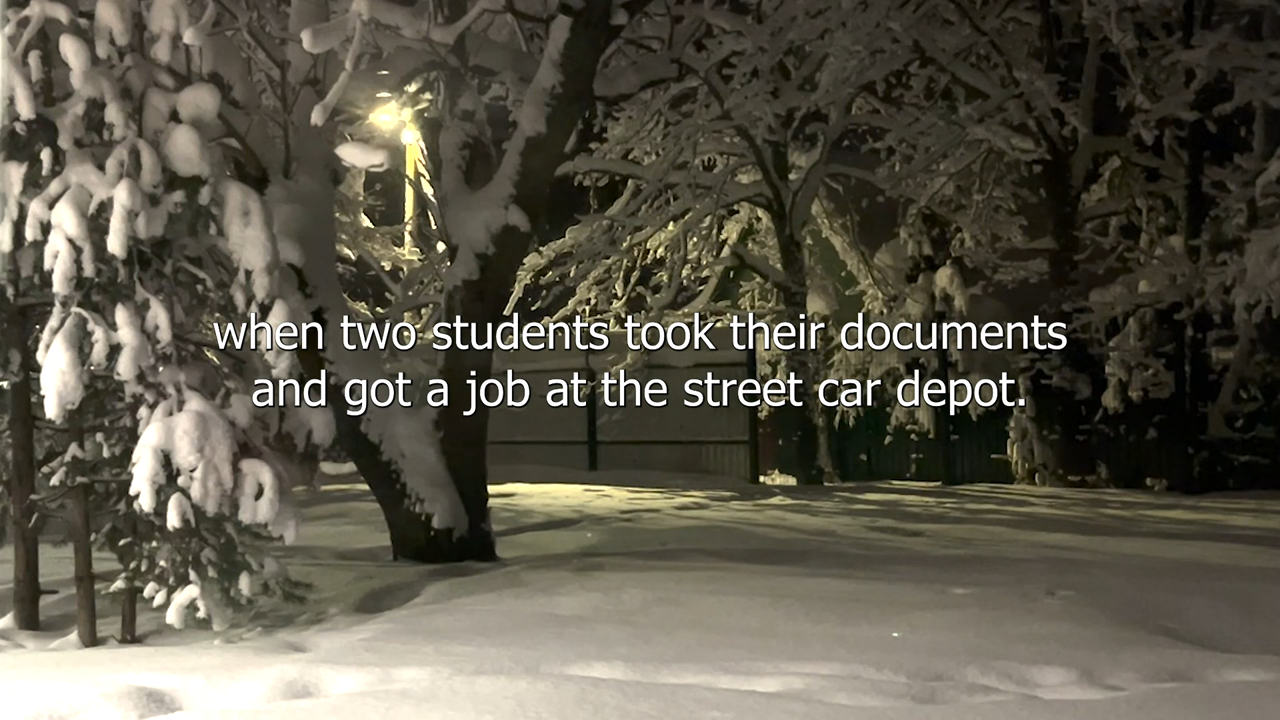 when two students took their documents
and got a job at the street car depot.